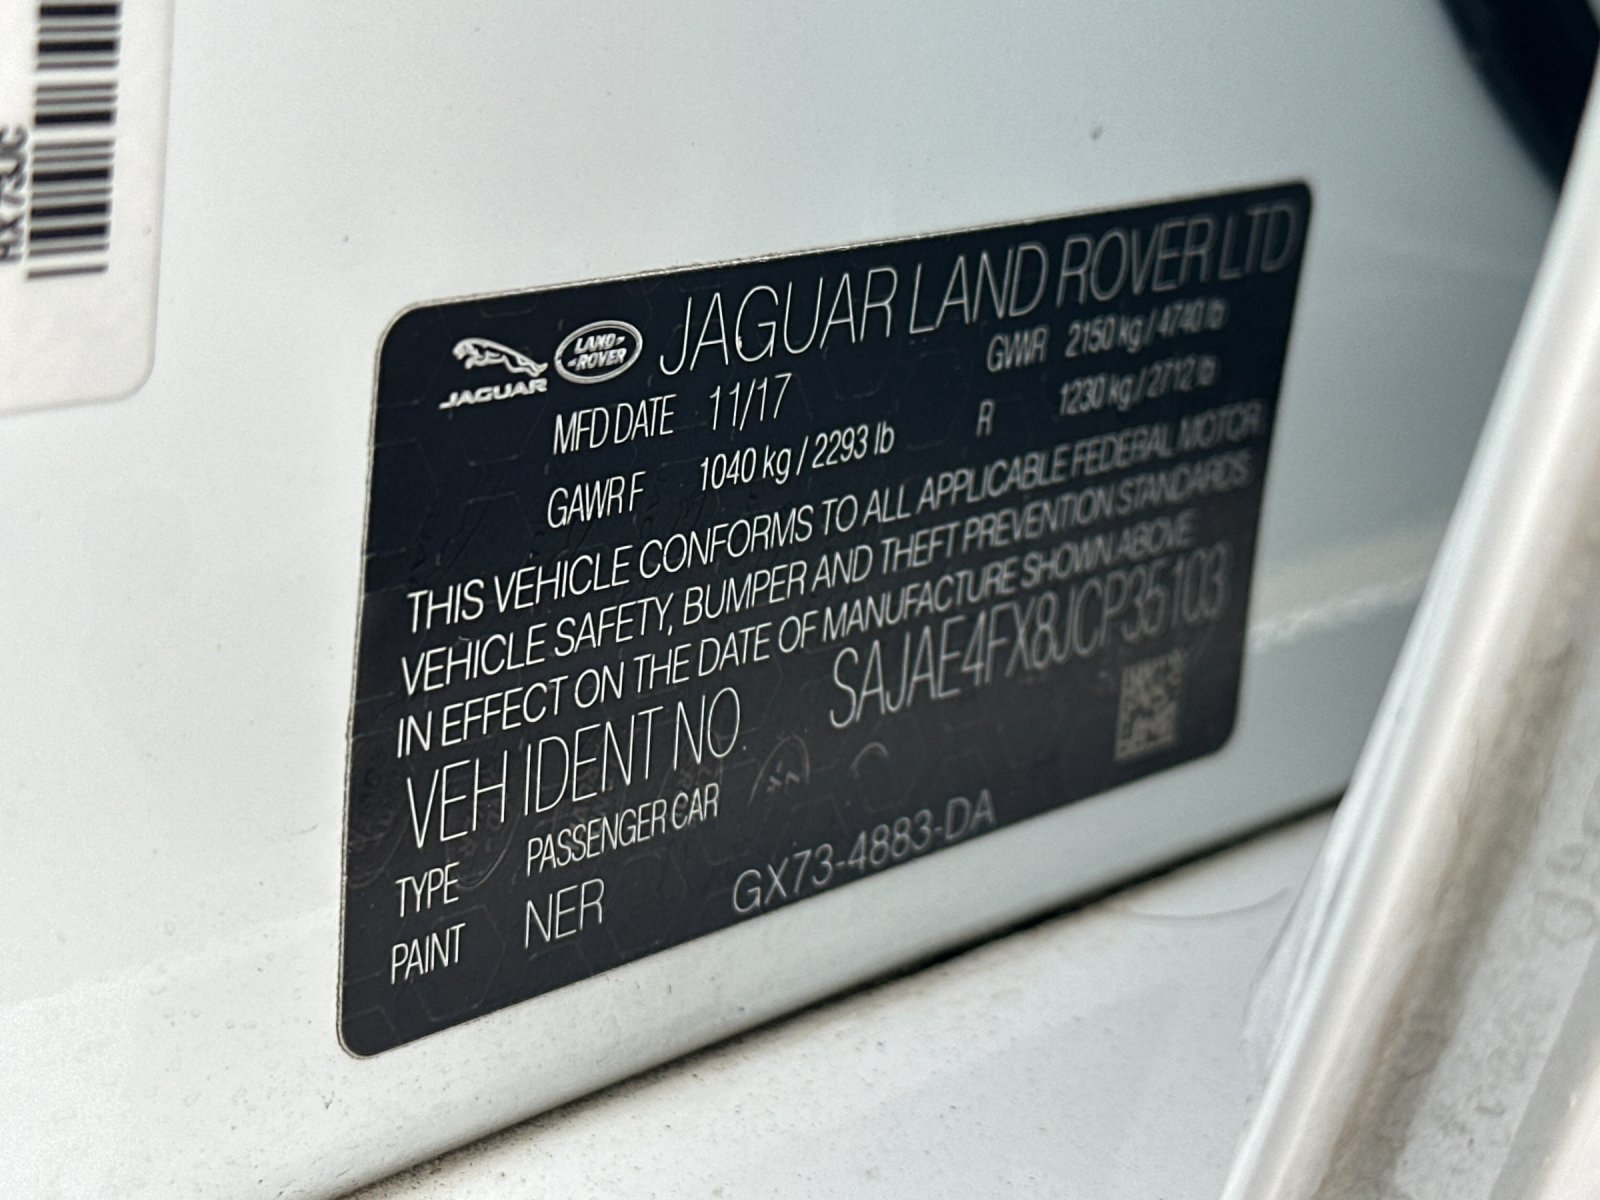 HX73JC
JAGUAR
LAND-
-ROVER
JAGUAR LAND ROVER LTD
MFD DATE 11/17 GVWR 2150 kg / 4740 lb
GAWR F 1040 kg / 2293 lb R 1230 kg / 2712 lb
THIS VEHICLE CONFORMS TO ALL APPLICABLE FEDERAL MOTOR
VEHICLE SAFETY, BUMPER AND THEFT PREVENTION STANDARDS
IN EFFECT ON THE DATE OF MANUFACTURE SHOWN ABOVE
VEH IDENT NO SAJAE4FX8JCP35103
TYPE PASSENGER CAR
PAINT NER GX73-4883-DA